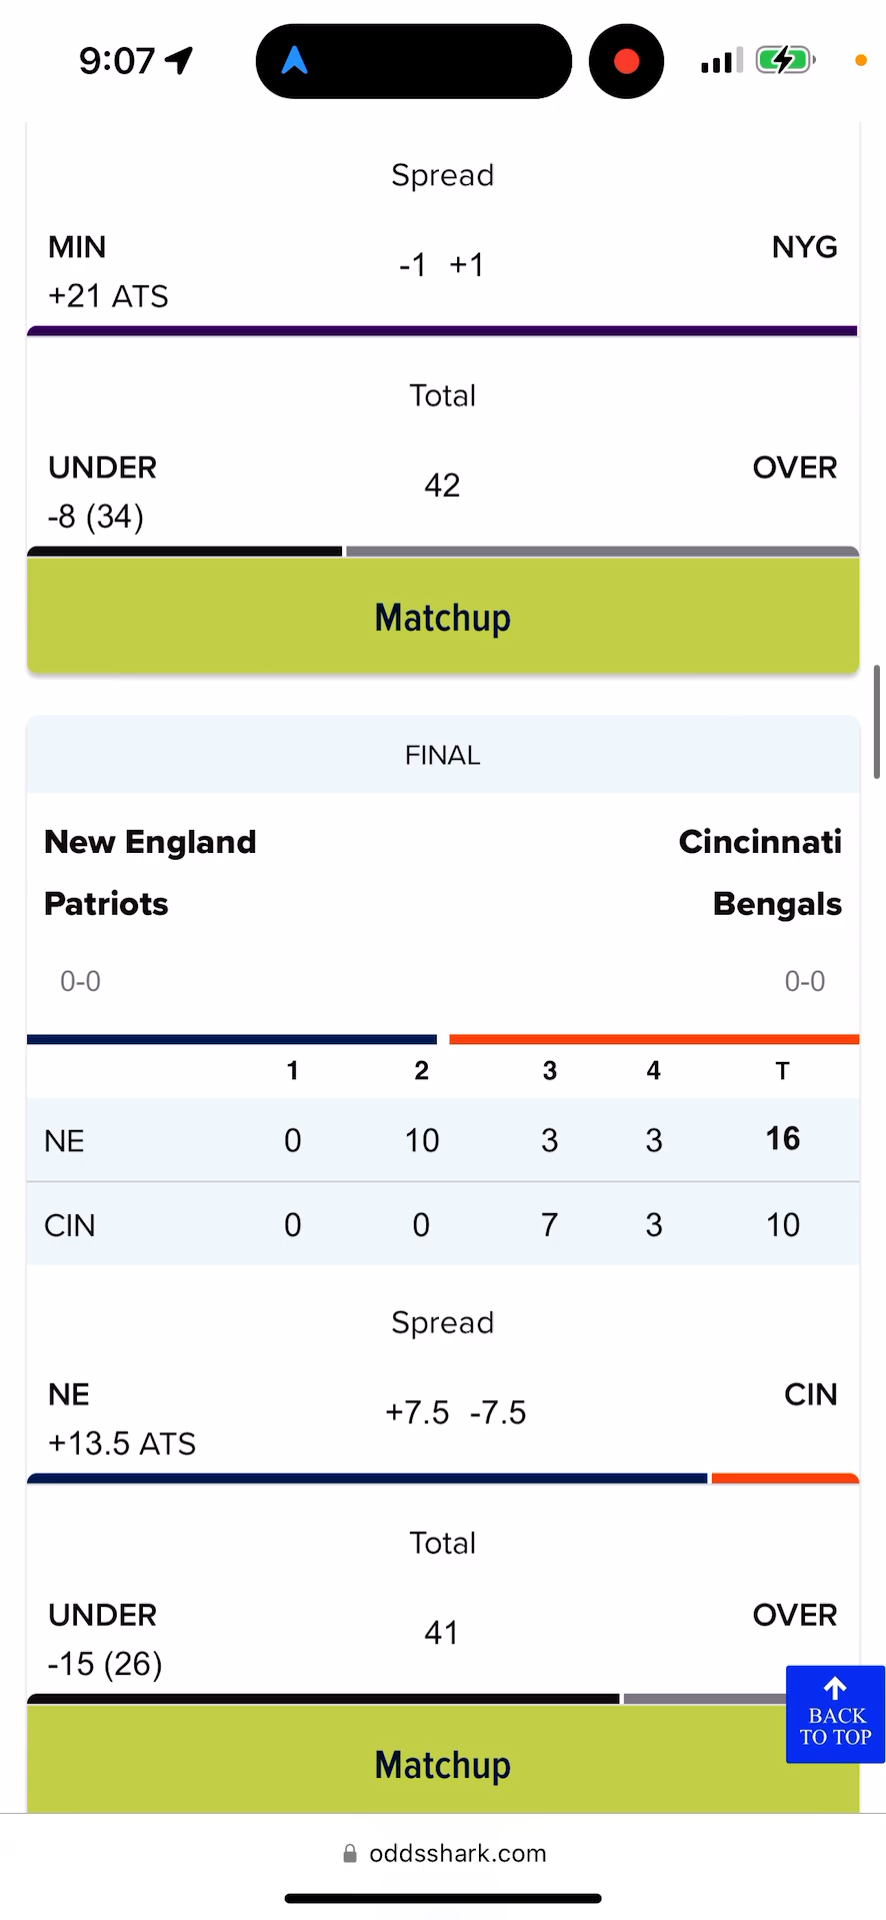 9:07
Spread
MIN -1 +1 NYG
+21 ATS
Total
UNDER 42 OVER
-8 (34)
Matchup
FINAL
New England Patriots
Cincinnati Bengals
0-0 0-0
1 2 3 4 T
NE 0 10 3 3 16
CIN 0 0 7 3 10
Spread
NE +7.5 -7.5 CIN
+13.5 ATS
Total
UNDER 41 OVER
-15 (26)
BACK
TO TOP
Matchup
oddsshark.com